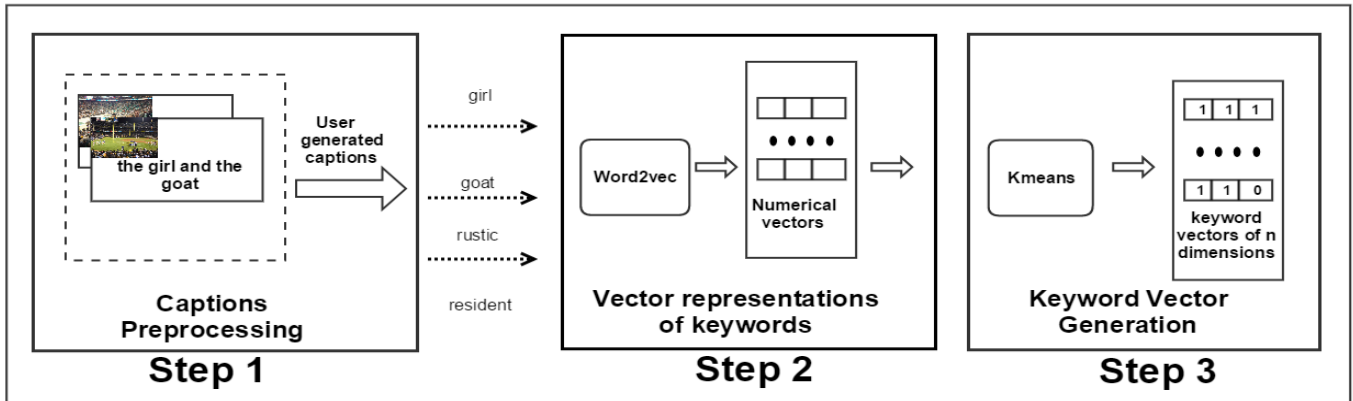 User
generated
captions
the girl and the
goat
Captions
Preprocessing
Step 1
girl
goat
rustic
resident
Word2vec
Numerical
vectors
Vector representations
of keywords
Step 2
Kmeans
1 1 1
1 1 0
keyword
vectors of n
dimensions
Keyword Vector
Generation
Step 3